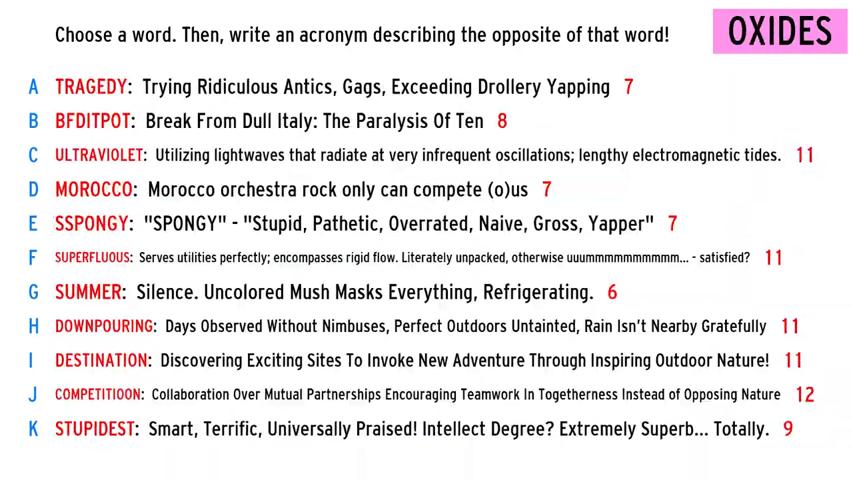 Choose a word. Then, write an acronym describing the opposite of that word!
OXIDES
A TRAGEDY: Trying Ridiculous Antics, Gags, Exceeding Drollery Yapping 7
B BFDITPOT: Break From Dull Italy: The Paralysis Of Ten 8
C ULTRAVIOLET: Utilizing lightwaves that radiate at very infrequent oscillations; lengthy electromagnetic tides. 11
D MOROCCO: Morocco orchestra rock only can compete (o)us 7
E SSPONGY: "SPONGY" - "Stupid, Pathetic, Overrated, Naive, Gross, Yapper" 7
F SUPERFLUOUS: Serves utilities perfectly; encompasses rigid flow. Literately unpacked, otherwise uuummmmmmmmmm... - satisfied? 11
G SUMMER: Silence. Uncolored Mush Masks Everything, Refrigerating. 6
H DOWNPOURING: Days Observed Without Nimbuses, Perfect Outdoors Untainted, Rain Isn't Nearby Gratefully 11
I DESTINATION: Discovering Exciting Sites To Invoke New Adventure Through Inspiring Outdoor Nature! 11
J COMPETITIOON: Collaboration Over Mutual Partnerships Encouraging Teamwork In Togetherness Instead of Opposing Nature 12
K STUPIDEST: Smart, Terrific, Universally Praised! Intellect Degree? Extremely Superb... Totally. 9